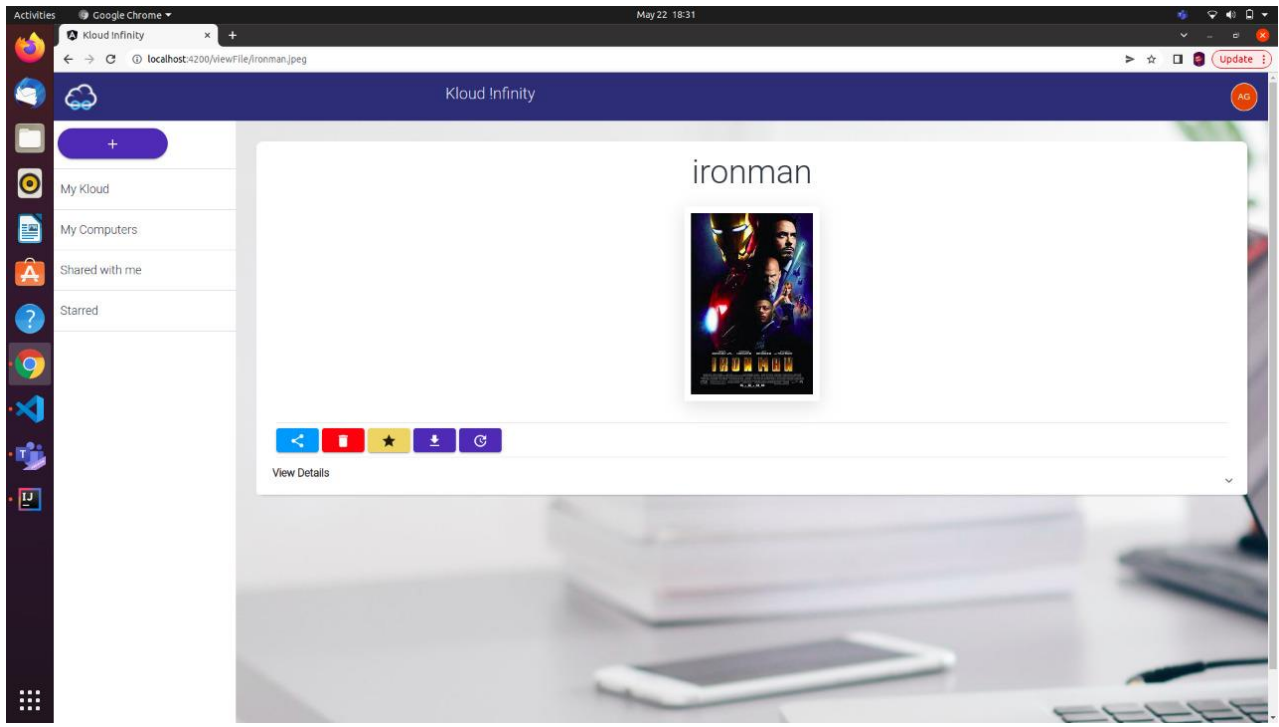 Activities Google Chrome May 22 18:31
Kloud Infinity
localhost:4200/viewFile/ironman.jpeg Update
Kloud !nfinity AG
+
My Kloud
My Computers
Shared with me
Starred
ironman
IRON MAN
View Details